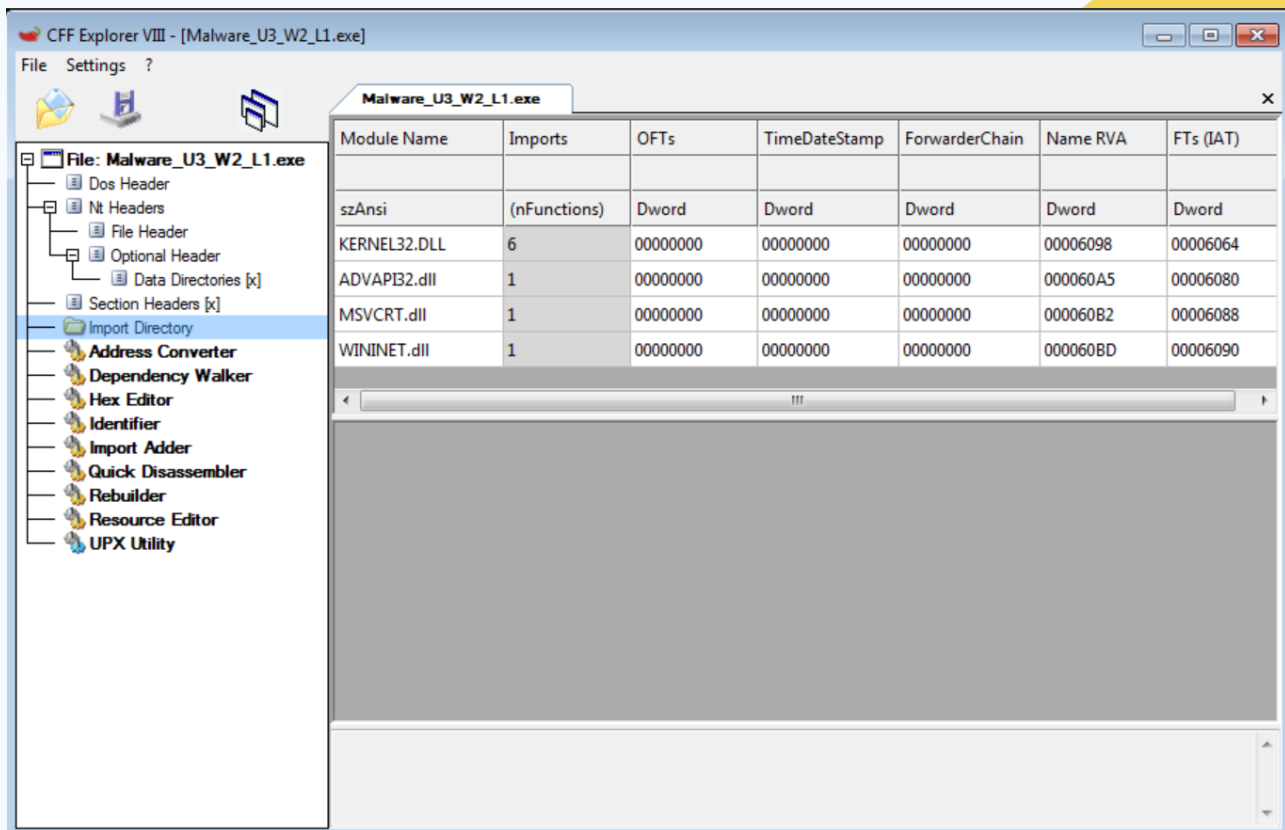 CFF Explorer VIII - [Malware_U3_W2_L1.exe]
File Settings ?
Malware_U3_W2_L1.exe
File: Malware_U3_W2_L1.exe
Dos Header
Nt Headers
File Header
Optional Header
Data Directories [x]
Section Headers [x]
Import Directory
Address Converter
Dependency Walker
Hex Editor
Identifier
Import Adder
Quick Disassembler
Rebuilder
Resource Editor
UPX Utility
Module Name Imports OFTs TimeDateStamp ForwarderChain Name RVA FTs (IAT)
szAnsi (nFunctions) Dword Dword Dword Dword Dword
KERNEL32.DLL 6 00000000 00000000 00000000 00006098 00006064
ADVAPI32.dll 1 00000000 00000000 00000000 000060A5 00006080
MSVCRT.dll 1 00000000 00000000 00000000 000060B2 00006088
WININET.dll 1 00000000 00000000 00000000 000060BD 00006090